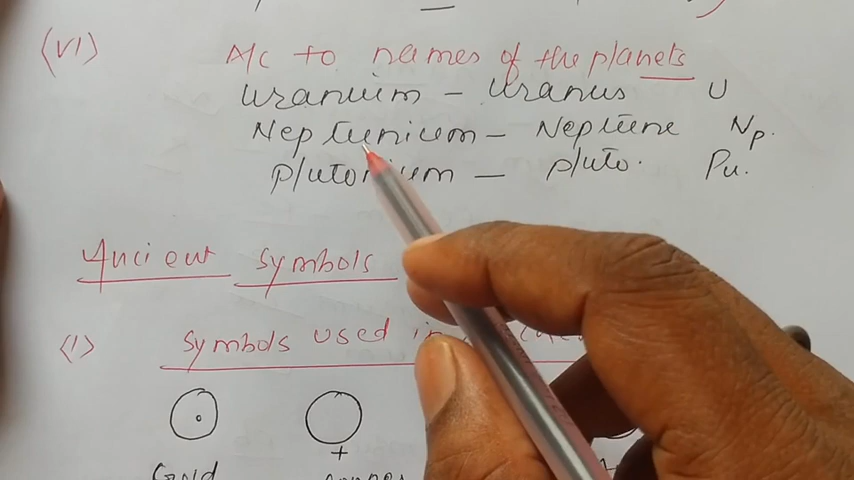 (VI) A/c to names of the planets
Uranium - Uranus U
Neptunium - Neptune Np.
Plutonium - Pluto. Pu.
Ancient Symbols
(1) Symbols used in
Gold